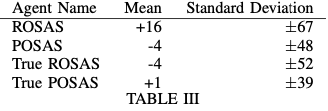 Agent Name Mean Standard Deviation
ROSAS +16 ±67
POSAS -4 ±48
True ROSAS -4 ±52
True POSAS +1 ±39
TABLE III